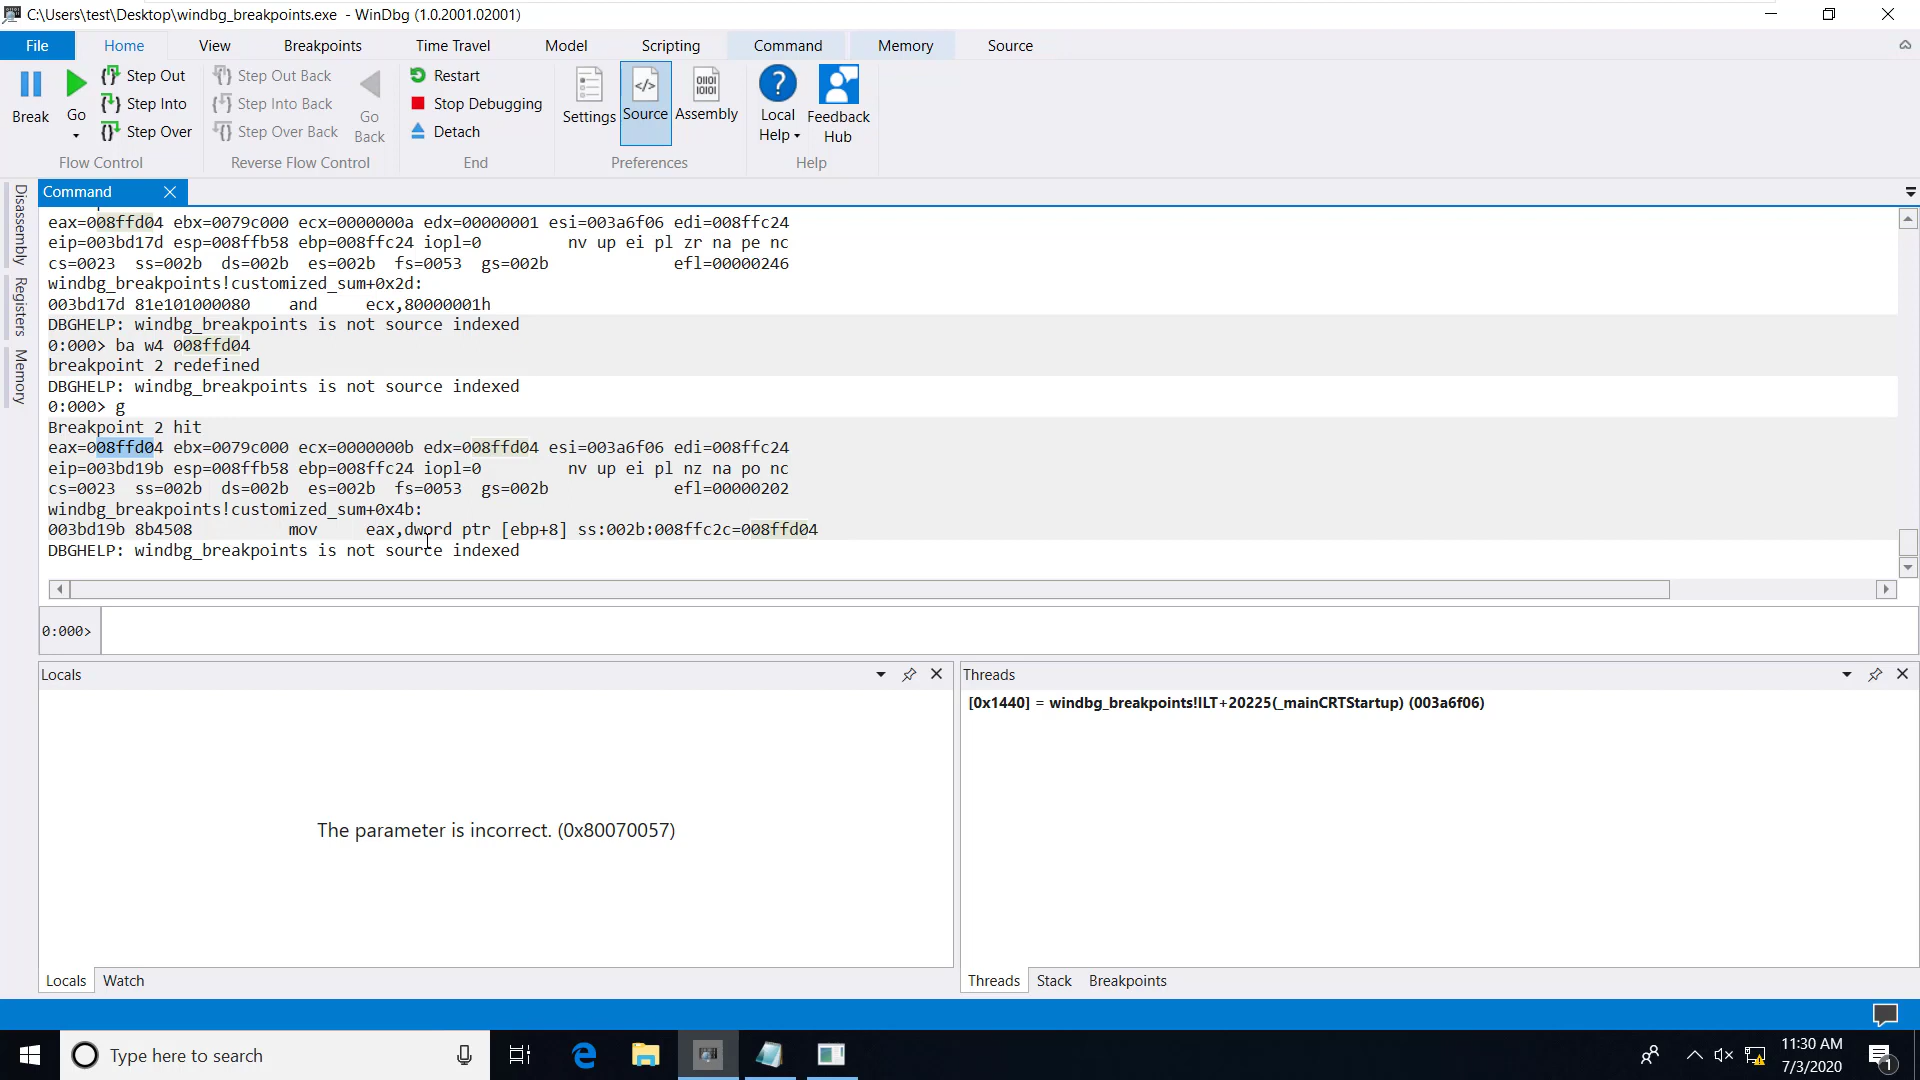 C:\Users\test\Desktop\windbg_breakpoints.exe - WinDbg (1.0.2001.02001)
File Home View Breakpoints Time Travel Model Scripting Command Memory Source
Break
Go
Step Out
Step Into
Step Over
Flow Control
Step Out Back
Step Into Back
Step Over Back
Go Back
Reverse Flow Control
Restart
Stop Debugging
Detach
End
Settings
Source
Assembly
Preferences
Local Help
Feedback Hub
Help
Disassembly
Registers
Memory
Command
eax=008ffd04 ebx=0079c000 ecx=0000000a edx=00000001 esi=003a6f06 edi=008ffc24
eip=003bd17d esp=008ffb58 ebp=008ffc24 iopl=0         nv up ei pl zr na pe nc
cs=0023  ss=002b  ds=002b  es=002b  fs=0053  gs=002b             efl=00000246
windbg_breakpoints!customized_sum+0x2d:
003bd17d 81e101000080    and     ecx,80000001h
DBGHELP: windbg_breakpoints is not source indexed
0:000> ba w4 008ffd04
breakpoint 2 redefined
DBGHELP: windbg_breakpoints is not source indexed
0:000> g
Breakpoint 2 hit
eax=008ffd04 ebx=0079c000 ecx=0000000b edx=008ffd04 esi=003a6f06 edi=008ffc24
eip=003bd19b esp=008ffb58 ebp=008ffc24 iopl=0         nv up ei pl nz na po nc
cs=0023  ss=002b  ds=002b  es=002b  fs=0053  gs=002b             efl=00000202
windbg_breakpoints!customized_sum+0x4b:
003bd19b 8b4508          mov     eax,dword ptr [ebp+8] ss:002b:008ffc2c=008ffd04
DBGHELP: windbg_breakpoints is not source indexed
0:000>
Locals
The parameter is incorrect. (0x80070057)
Locals Watch
Threads
[0x1440] = windbg_breakpoints!ILT+20225(_mainCRTStartup) (003a6f06)
Threads Stack Breakpoints
Type here to search
11:30 AM
7/3/2020
1